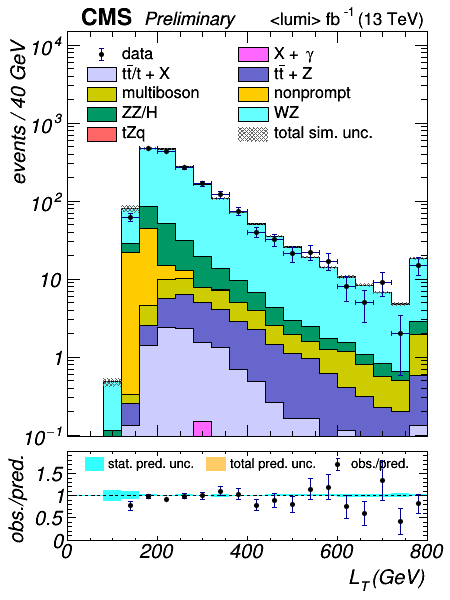 CMS Preliminary <lumi> fb⁻¹ (13 TeV)
events / 40 GeV
10⁴
10³
10²
10
1
10⁻¹
data
X + γ
tt̄/t + X
tt̄ + Z
multiboson
nonprompt
ZZ/H
WZ
tZq
total sim. unc.
obs./pred.
1.5
1
0.5
0
stat. pred. unc.
total pred. unc.
obs./pred.
0 200 400 600 800
L_T(GeV)